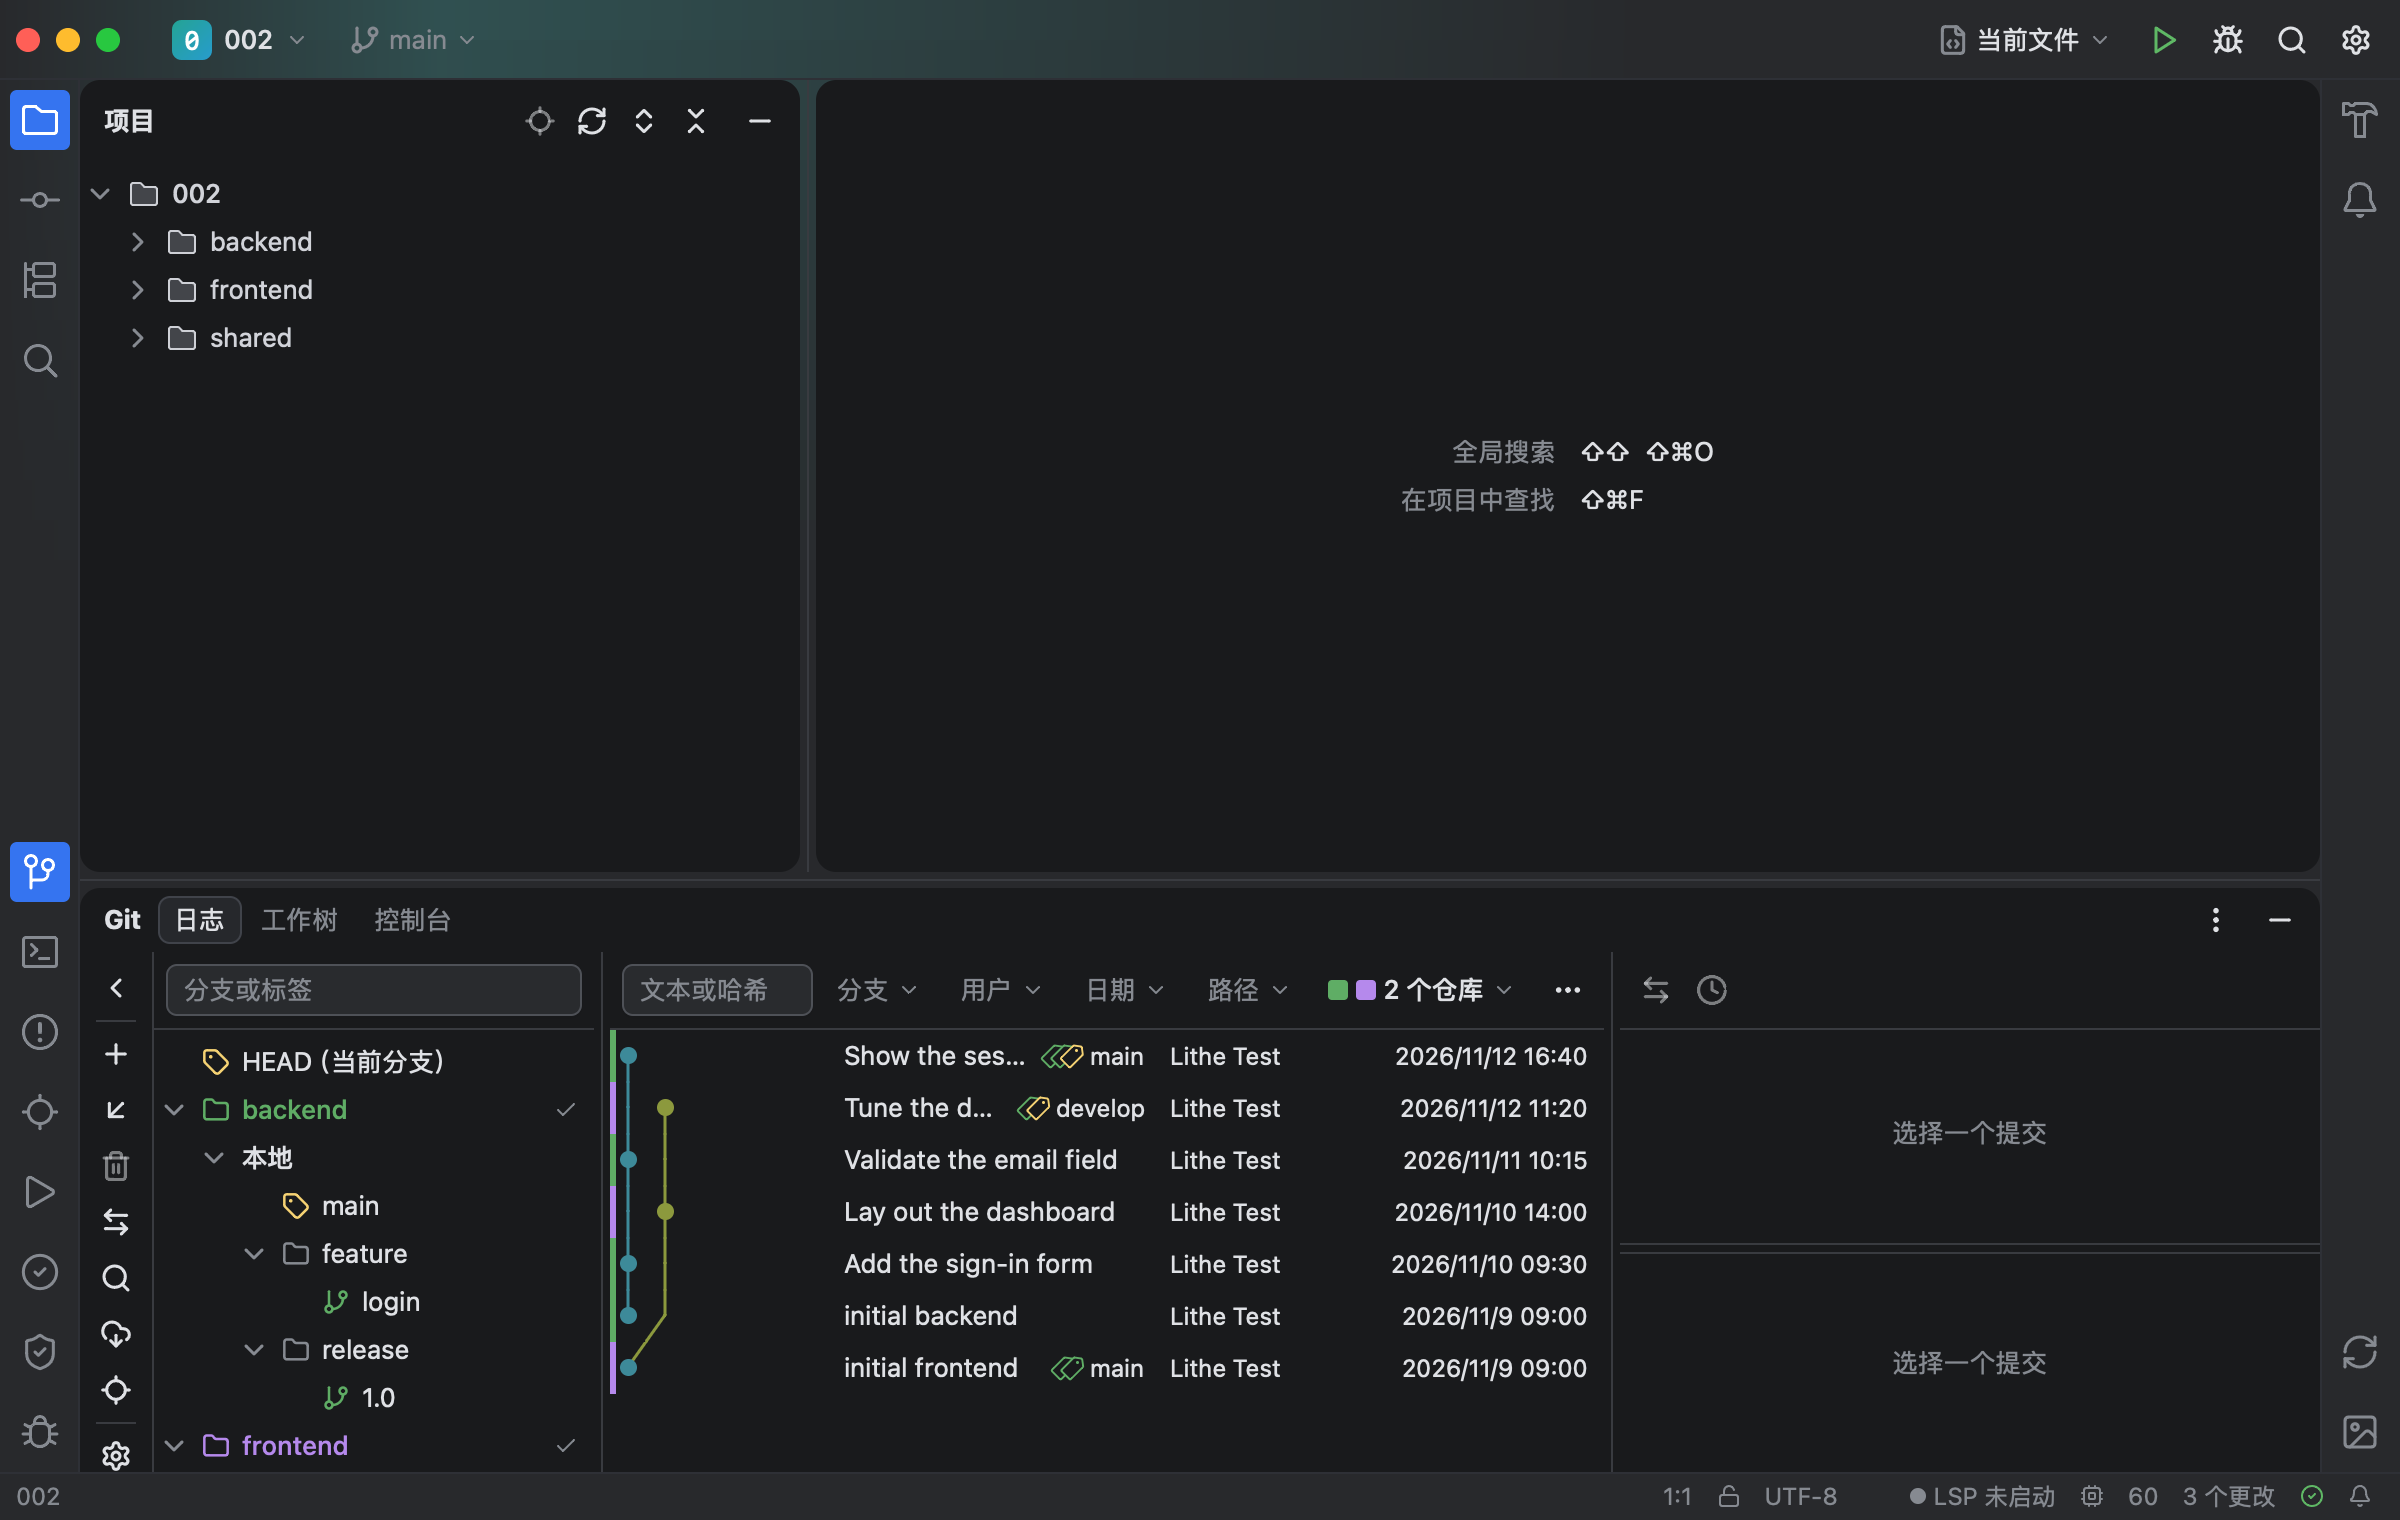 0 002 main 当前文件
项目
002
backend
frontend
shared
全局搜索 ⇧⇧ ⇧⌘O
在项目中查找 ⇧⌘F
Git 日志 工作树 控制台
分支或标签
HEAD (当前分支)
backend
本地
main
feature
login
release
1.0
frontend
文本或哈希 分支 用户 日期 路径 2 个仓库
Show the ses... main Lithe Test 2026/11/12 16:40
Tune the d... develop Lithe Test 2026/11/12 11:20
Validate the email field Lithe Test 2026/11/11 10:15
Lay out the dashboard Lithe Test 2026/11/10 14:00
Add the sign-in form Lithe Test 2026/11/10 09:30
initial backend Lithe Test 2026/11/9 09:00
initial frontend main Lithe Test 2026/11/9 09:00
选择一个提交
选择一个提交
002 1:1 UTF-8 LSP 未启动 60 3 个更改